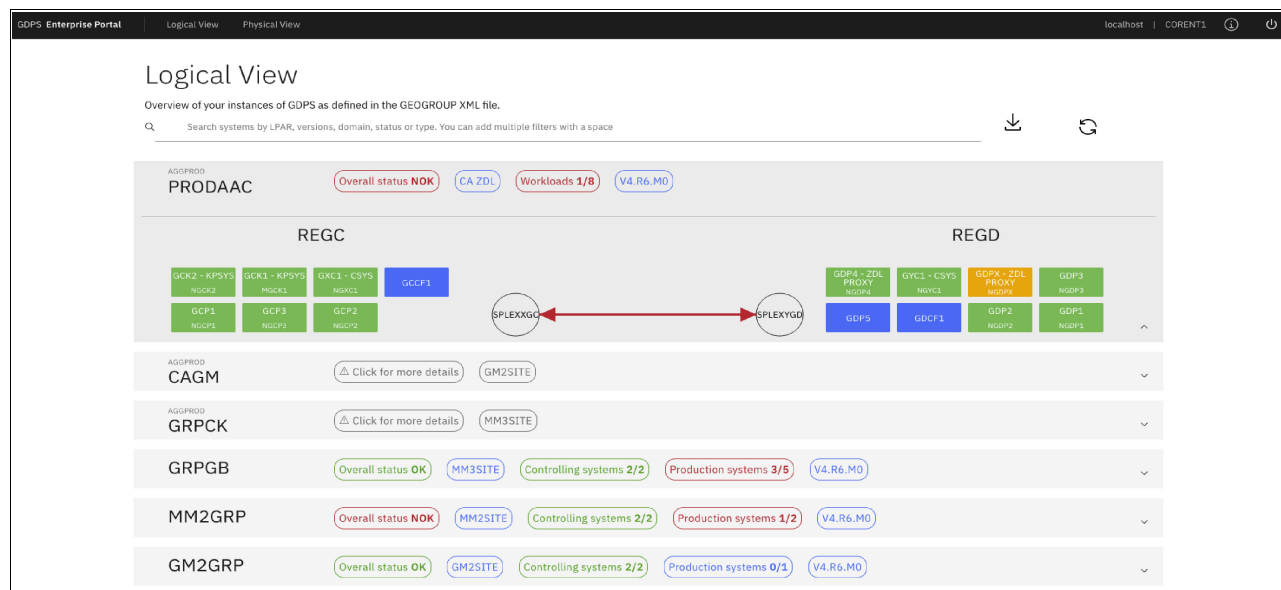 GDPS Enterprise Portal Logical View Physical View localhost | CORENT1
Logical View
Overview of your instances of GDPS as defined in the GEOGROUP XML file.
Search systems by LPAR, versions, domain, status or type. You can add multiple filters with a space
AGGPROD
PRODAAC Overall status NOK CA ZDL Workloads 1/8 V4.R6.M0
REGC REGD
GCK2 - KPSYS
NGCK2
GCK1 - KPSYS
MGCK1
GXC1 - CSYS
NGXC1
GCCF1
GCP1
NGCP1
GCP3
NGCP3
GCP2
NGCP2
SPLEXXGC
SPLEXYGD
GDP4 - ZDL
PROXY
NGDP4
GYC1 - CSYS
NGYC1
GDPX - ZDL
PROXY
NGDPX
GDP3
NGDP3
GDP5
GDCF1
GDP2
NGDP2
GDP1
NGDP1
AGGPROD
CAGM Click for more details GM2SITE
AGGPROD
GRPCK Click for more details MM3SITE
GRPGB Overall status OK MM3SITE Controlling systems 2/2 Production systems 3/5 V4.R6.M0
MM2GRP Overall status NOK MM2SITE Controlling systems 2/2 Production systems 1/2 V4.R6.M0
GM2GRP Overall status OK GM2SITE Controlling systems 2/2 Production systems 0/1 V4.R6.M0